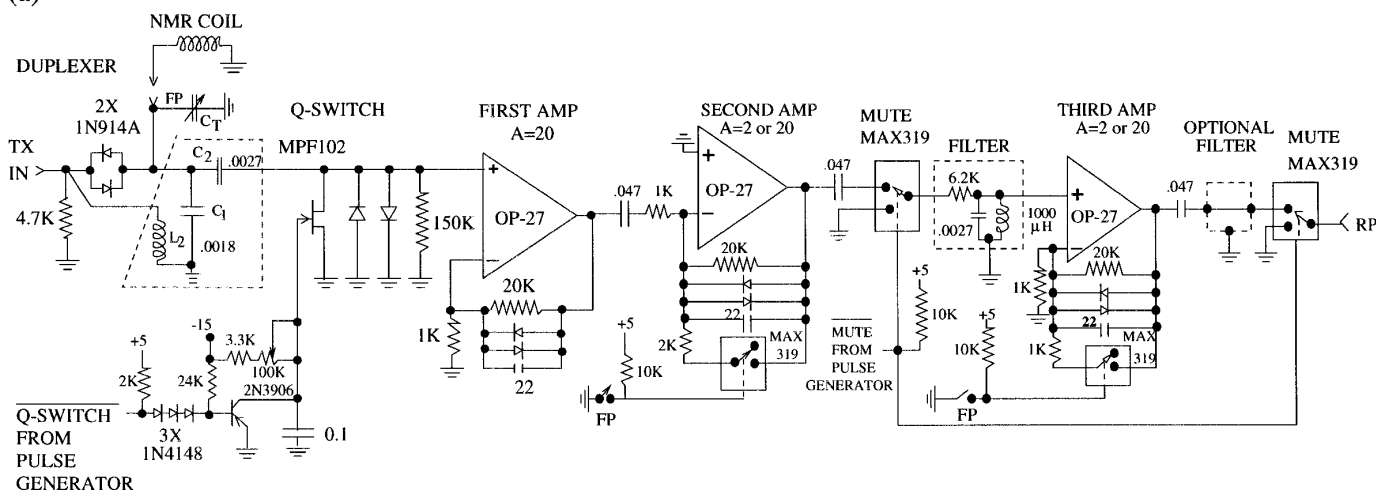 NMR COIL
DUPLEXER
FP
C_T
2X
1N914A
TX
IN
4.7K
C_2
.0027
C_1
.0018
L_2
Q-SWITCH
MPF102
150K
FIRST AMP
A=20
+
OP-27
−
20K
1K
22
.047
1K
SECOND AMP
A=2 or 20
+
OP-27
−
20K
22
2K
MAX
319
+5
10K
FP
.047
MUTE
MAX319
+5
10K
MUTE
FROM
PULSE
GENERATOR
FILTER
6.2K
.0027
1000
μH
THIRD AMP
A=2 or 20
+
OP-27
−
20K
1K
22
1K
MAX
319
+5
10K
FP
.047
OPTIONAL
FILTER
MUTE
MAX319
RP
+5
2K
-15
3.3K
100K
24K
2N3906
3X
1N4148
0.1
Q-SWITCH
FROM
PULSE
GENERATOR